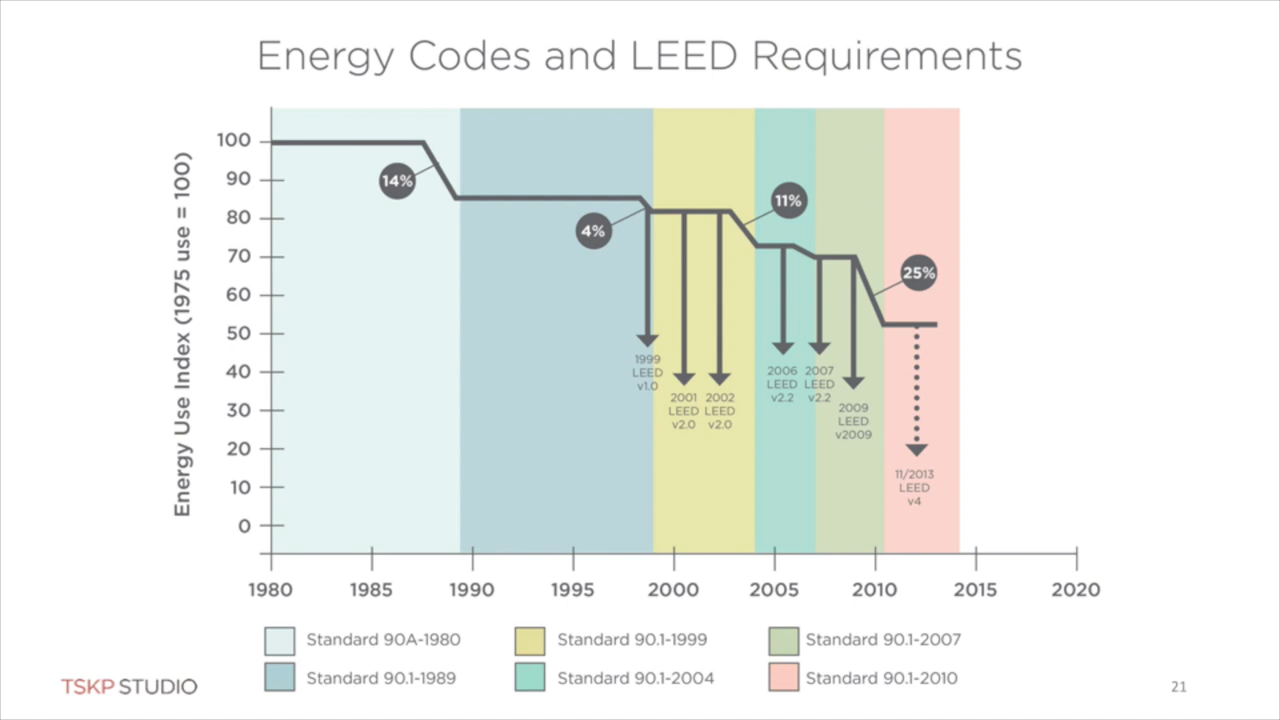 Energy Codes and LEED Requirements
Energy Use Index (1975 use = 100)
100
90
80
70
60
50
40
30
20
10
0
14%
4%
11%
25%
1999
LEED
v1.0
2001
LEED
v2.0
2002
LEED
v2.0
2006
LEED
v2.2
2007
LEED
v2.2
2009
LEED
v2009
11/2013
LEED
v4
1980
1985
1990
1995
2000
2005
2010
2015
2020
Standard 90A-1980
Standard 90.1-1989
Standard 90.1-1999
Standard 90.1-2004
Standard 90.1-2007
Standard 90.1-2010
TSKP STUDIO
21